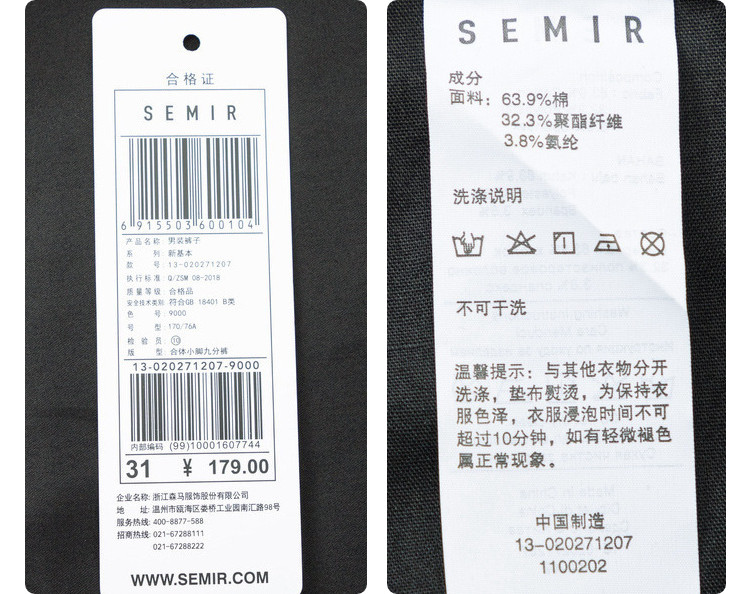 合格证
SEMIR
6 915503 600104
产品名称: 男装裤子
系 列: 新基本
款 号: 13-020271207
执行标准: Q/ZSM 08-2018
质量等级: 合格品
安全技术类别: 符合GB 18401 B类
色 号: 9000
号 型: 170/76A
检 验 员: ⑩
版 型: 合体小脚九分裤
13-020271207-9000
内部编码 (99)10001607744
31 ¥ 179.00
企业名称: 浙江森马服饰股份有限公司
地 址: 温州市瓯海区娄桥工业园南汇路98号
服务热线: 400-8877-588
招商热线: 021-67288111
021-67288222
WWW.SEMIR.COM
SEMIR
成分
面料: 63.9%棉
32.3%聚酯纤维
3.8%氨纶
洗涤说明
不可干洗
温馨提示: 与其他衣物分开
洗涤, 垫布熨烫, 为保持衣
服色泽, 衣服浸泡时间不可
超过10分钟, 如有轻微褪色
属正常现象。
中国制造
13-020271207
1100202